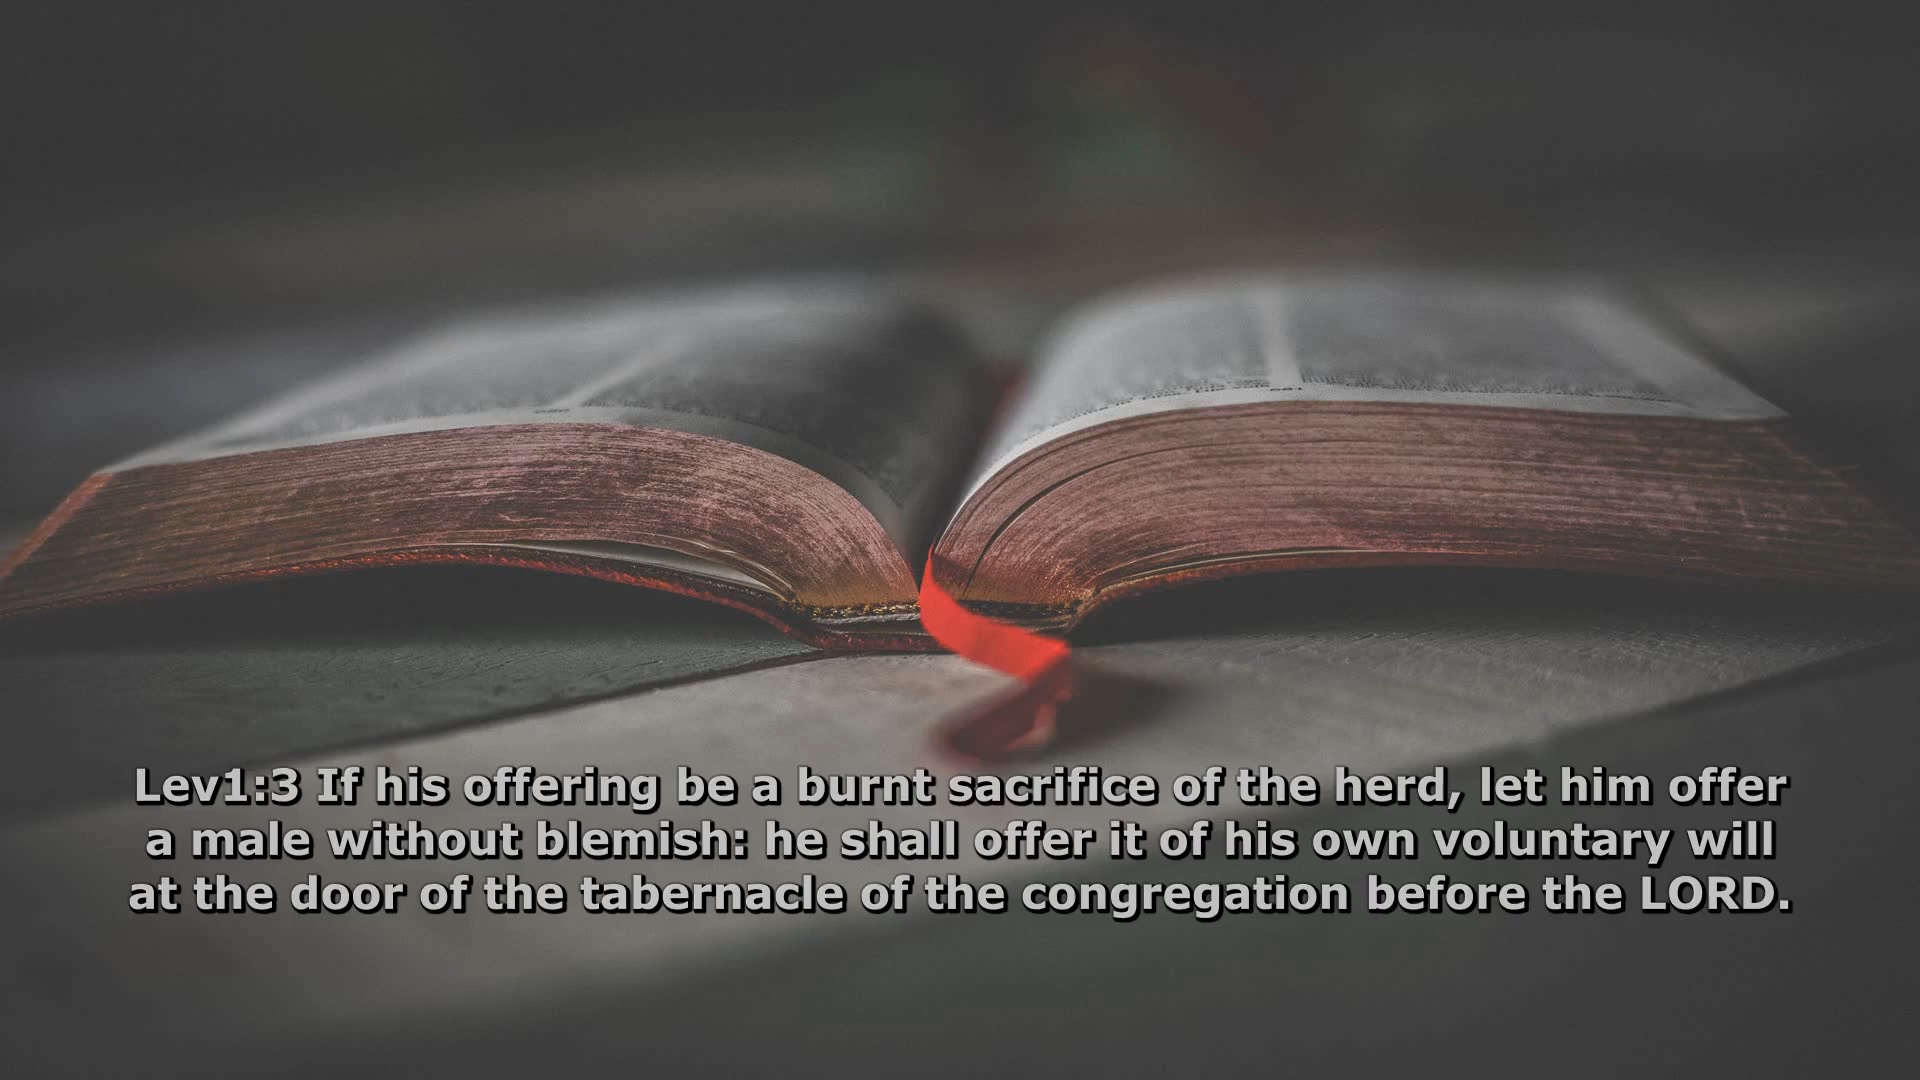 Lev1:3 If his offering be a burnt sacrifice of the herd, let him offer
a male without blemish: he shall offer it of his own voluntary will
at the door of the tabernacle of the congregation before the LORD.